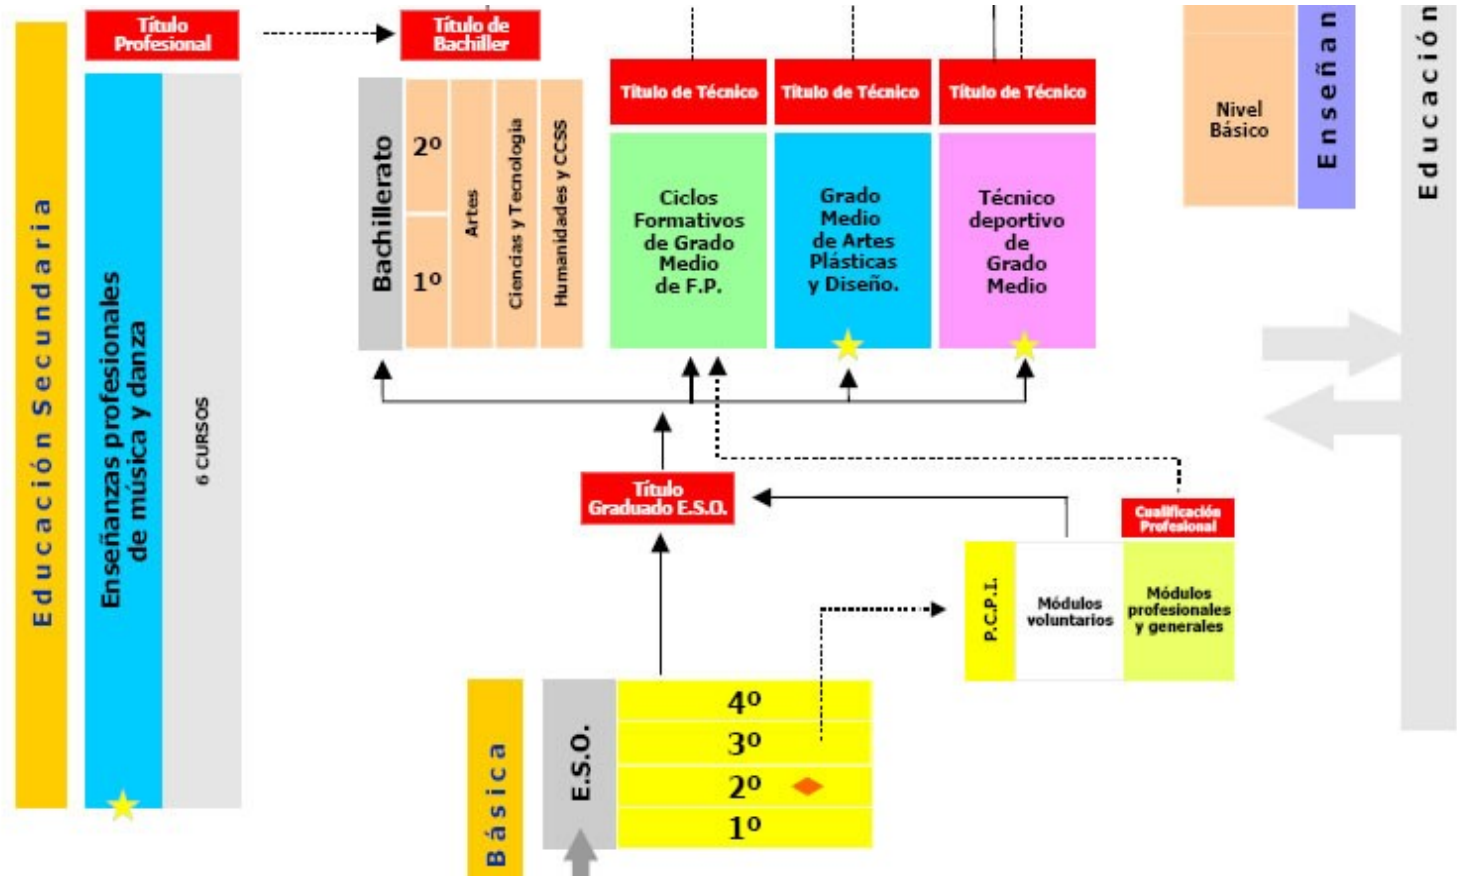 Educación Secundaria
Título
Profesional
Enseñanzas profesionales
de música y danza
6 CURSOS
Título de
Bachiller
Bachillerato
2º
1º
Artes
Ciencias y Tecnología
Humanidades y CCSS
Título de Técnico
Ciclos
Formativos
de Grado
Medio
de F.P.
Título de Técnico
Grado
Medio
de Artes
Plásticas
y Diseño.
Título de Técnico
Técnico
deportivo
de
Grado
Medio
Nivel
Básico
Enseñan
Educación
Título
Graduado E.S.O.
Cualificación
Profesional
P.C.P.I.
Módulos
voluntarios
Módulos
profesionales
y generales
Básica
E.S.O.
4º
3º
2º
1º